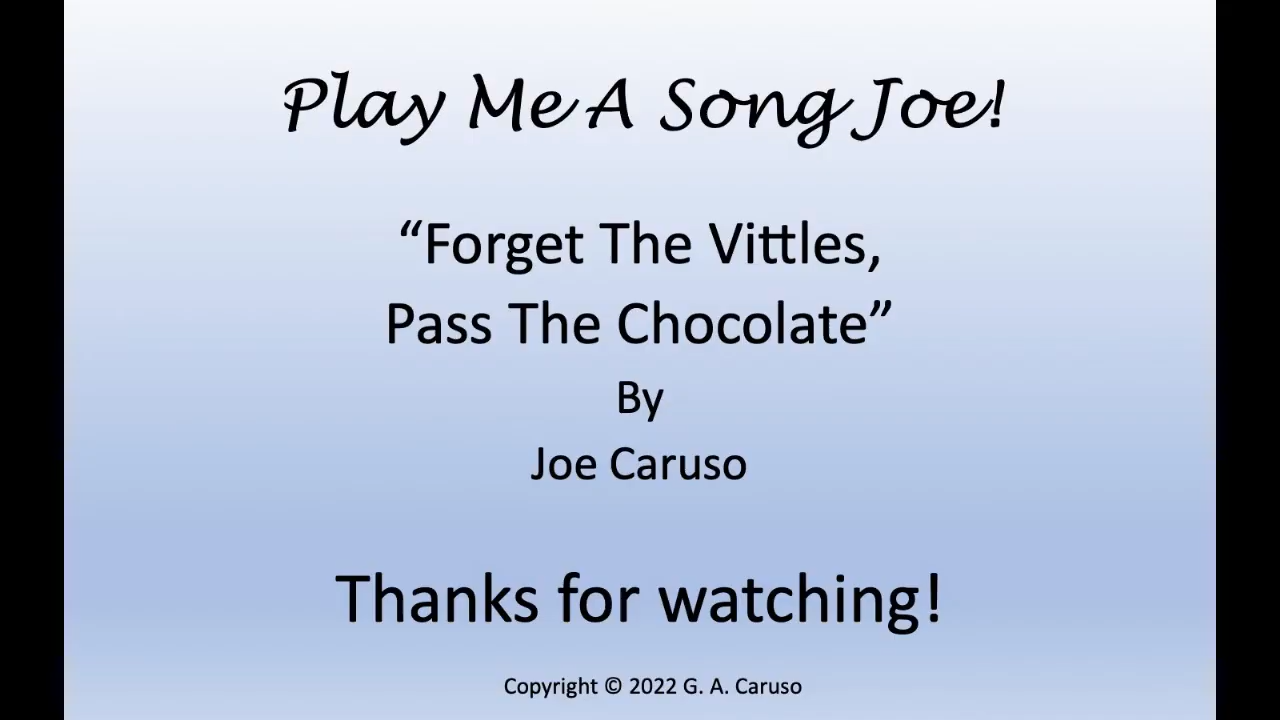 Play Me A Song Joe!
“Forget The Vittles,
Pass The Chocolate”
By
Joe Caruso
Thanks for watching!
Copyright © 2022 G. A. Caruso